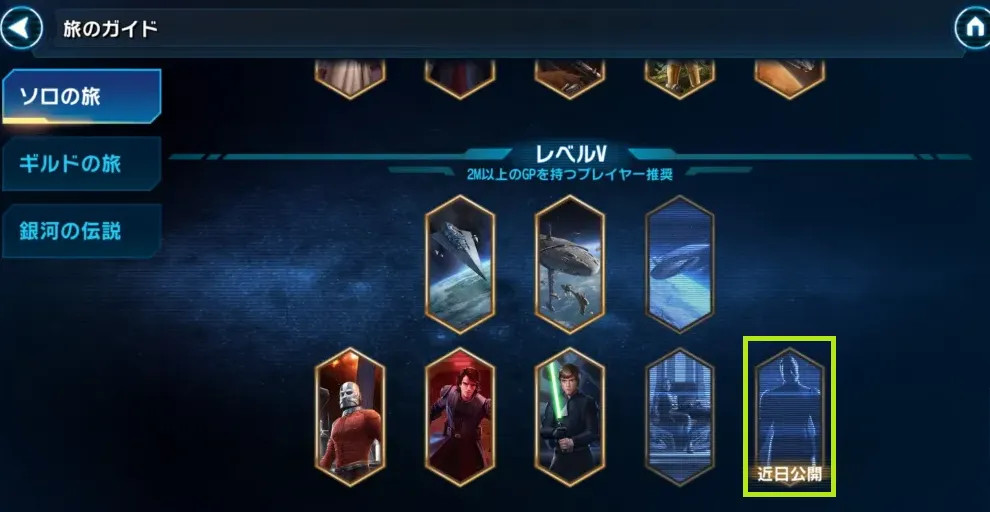 旅のガイド
ソロの旅
ギルドの旅
銀河の伝説
レベルV
2M以上のGPを持つプレイヤー推奨
近日公開